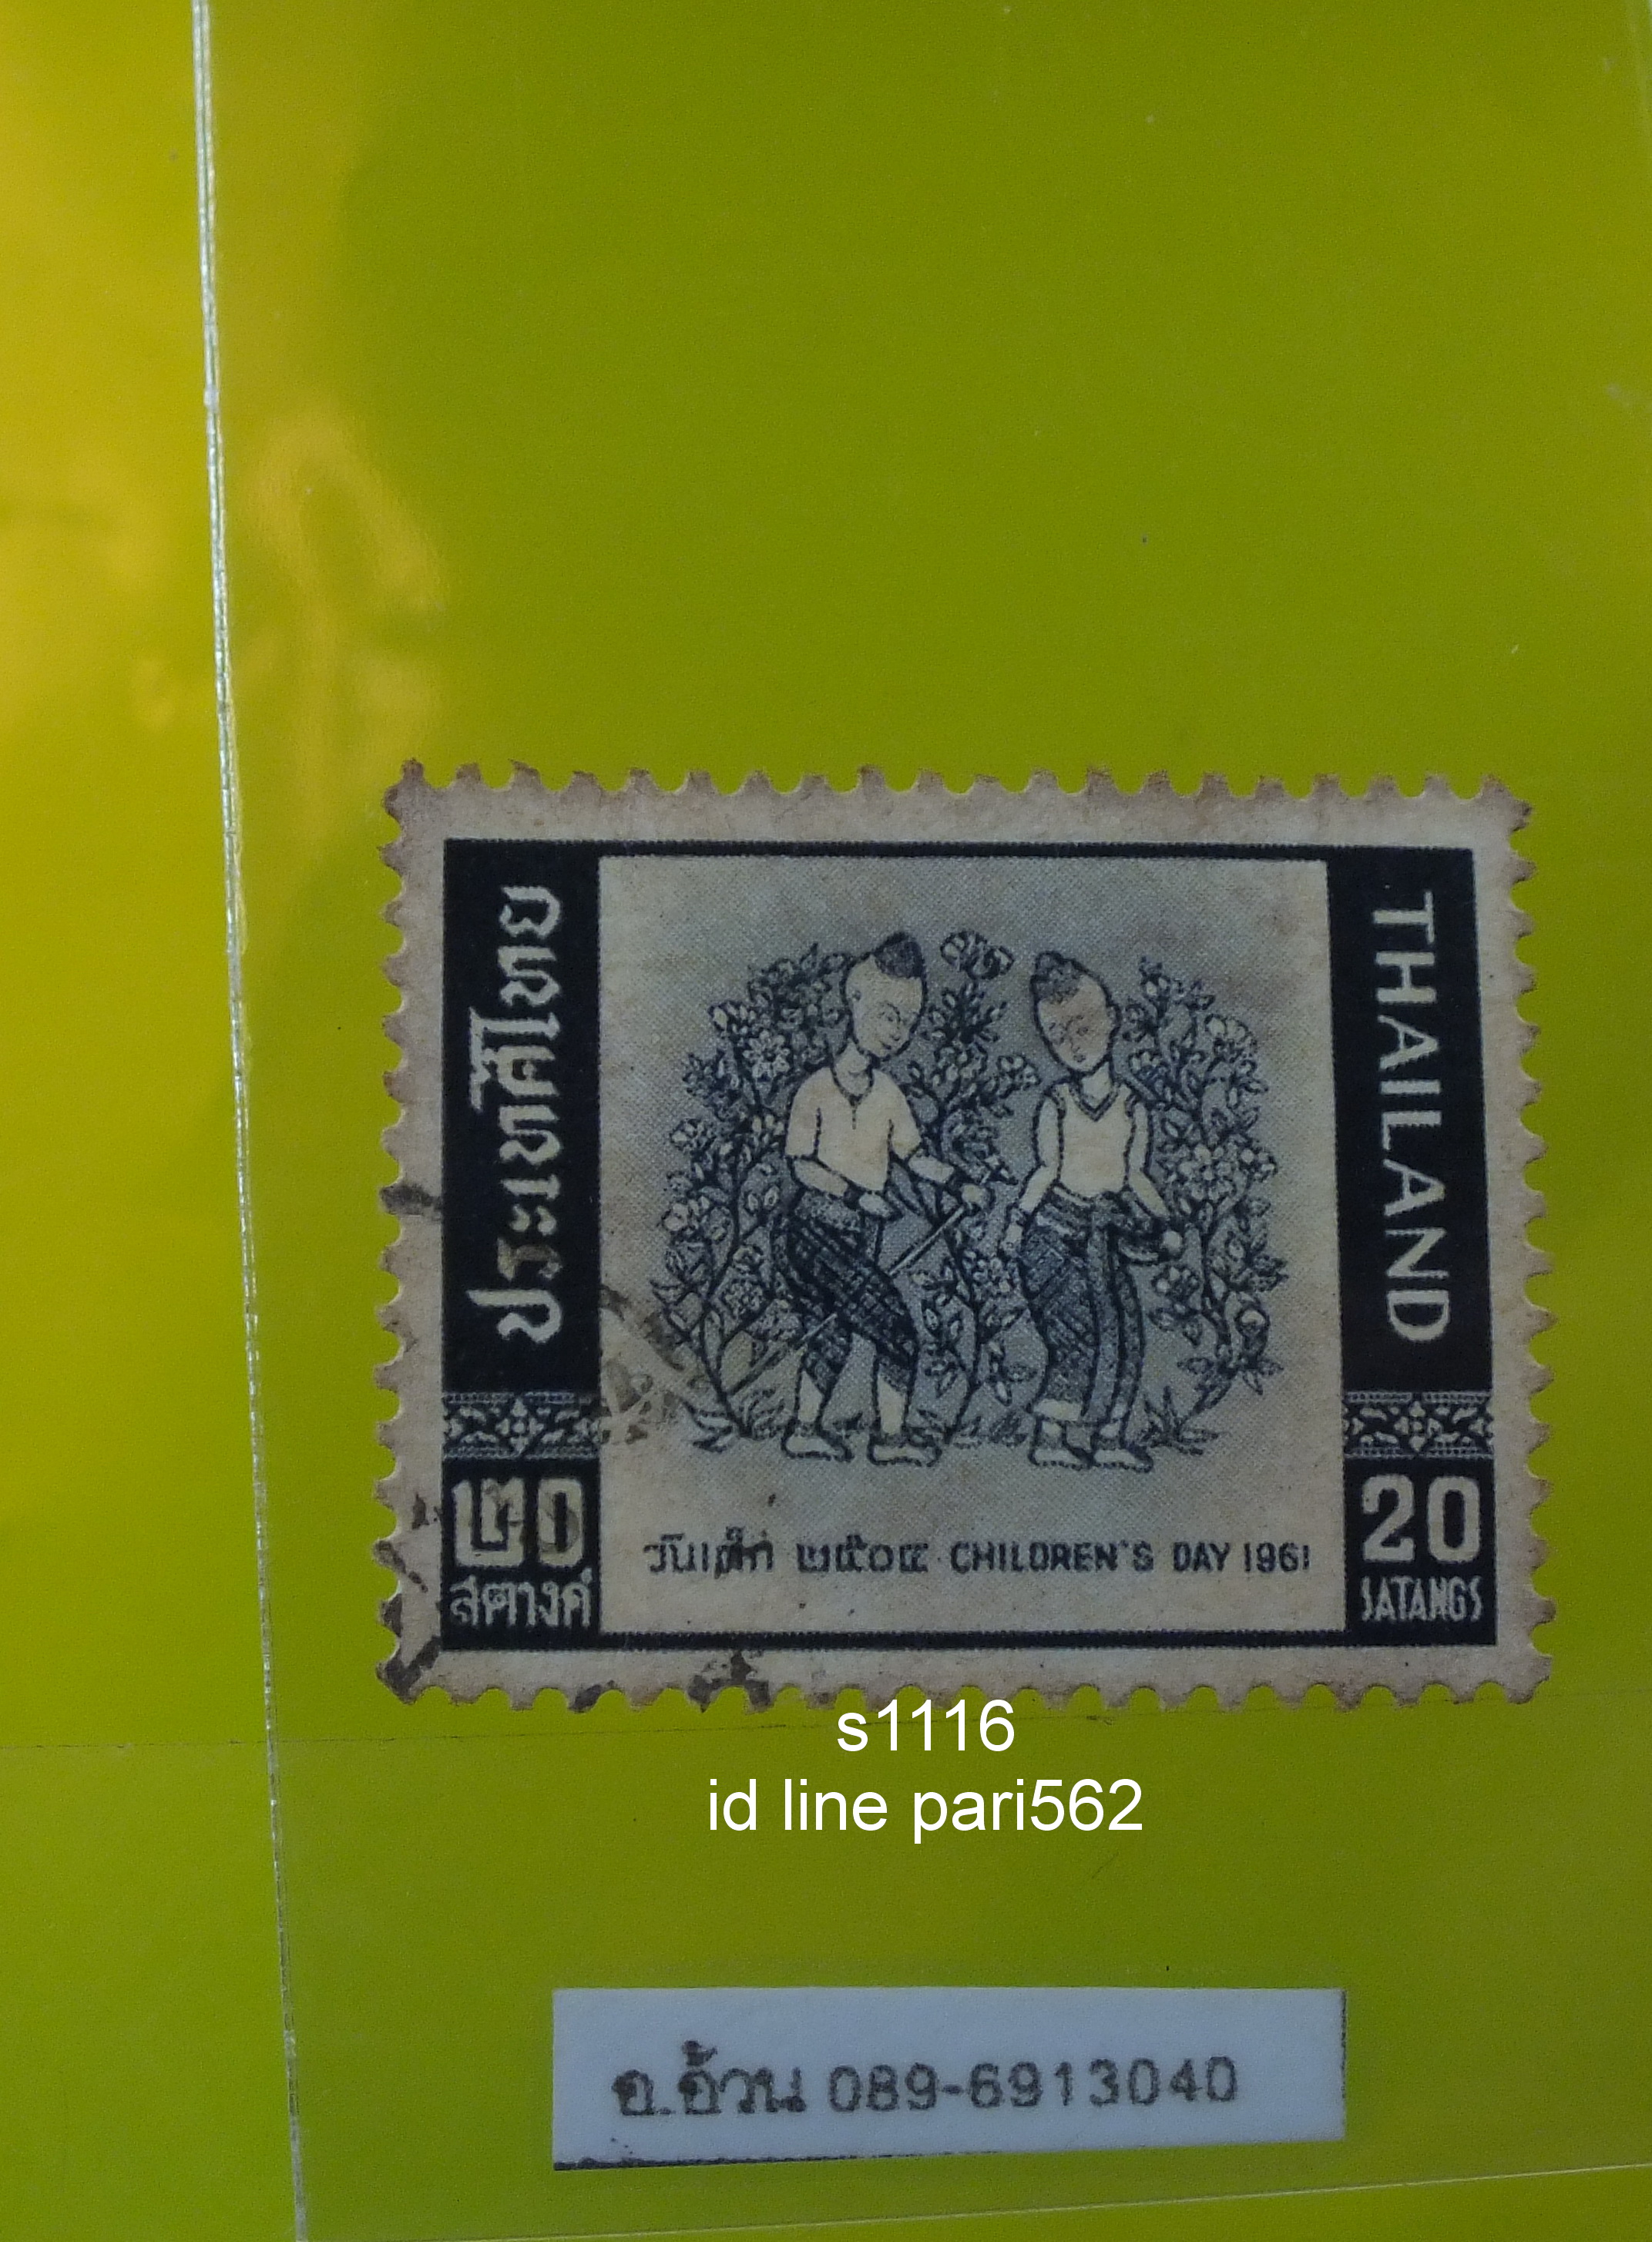 ประเทศไทย
THAILAND
๒๐
สตางค์
วันเด็ก ๒๕๐๔ CHILDREN'S DAY 1961
20
SATANGS
s1116
id line pari562
อ.อ้วน 089-6913040